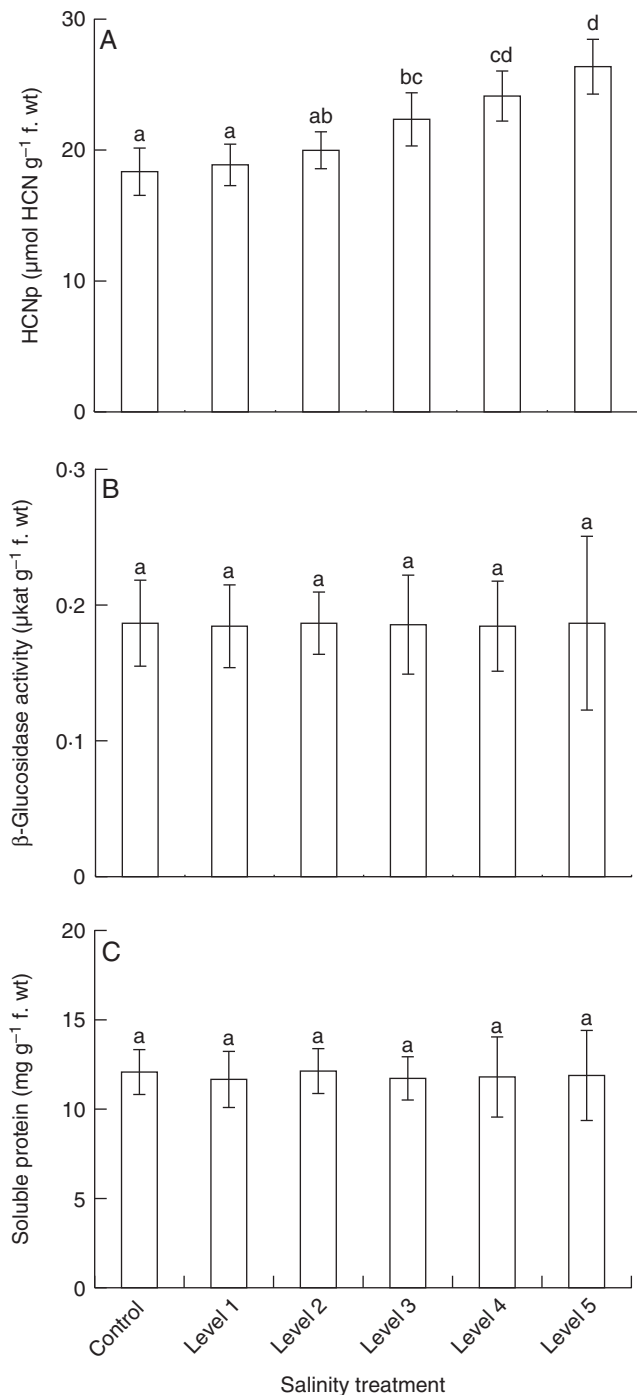 30
A
20
10
0
HCNp (µmol HCN g⁻¹ f. wt)
a
a
ab
bc
cd
d
0·3
B
0·2
0·1
0
β-Glucosidase activity (µkat g⁻¹ f. wt)
a
a
a
a
a
a
20
C
15
10
5
0
Soluble protein (mg g⁻¹ f. wt)
a
a
a
a
a
a
Control
Level 1
Level 2
Level 3
Level 4
Level 5
Salinity treatment